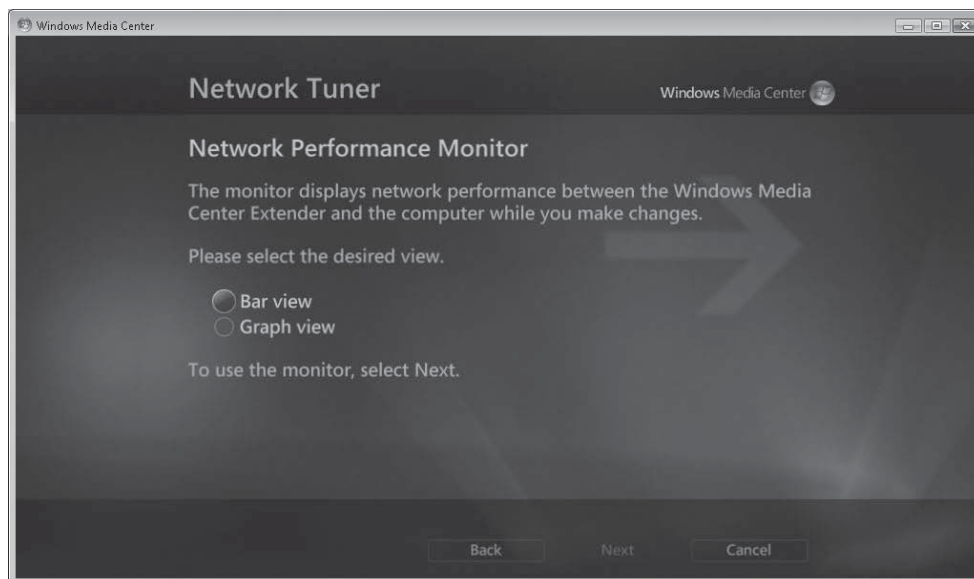 Windows Media Center
Network Tuner
Windows Media Center
Network Performance Monitor
The monitor displays network performance between the Windows Media
Center Extender and the computer while you make changes.
Please select the desired view.
Bar view
Graph view
To use the monitor, select Next.
Back Next Cancel